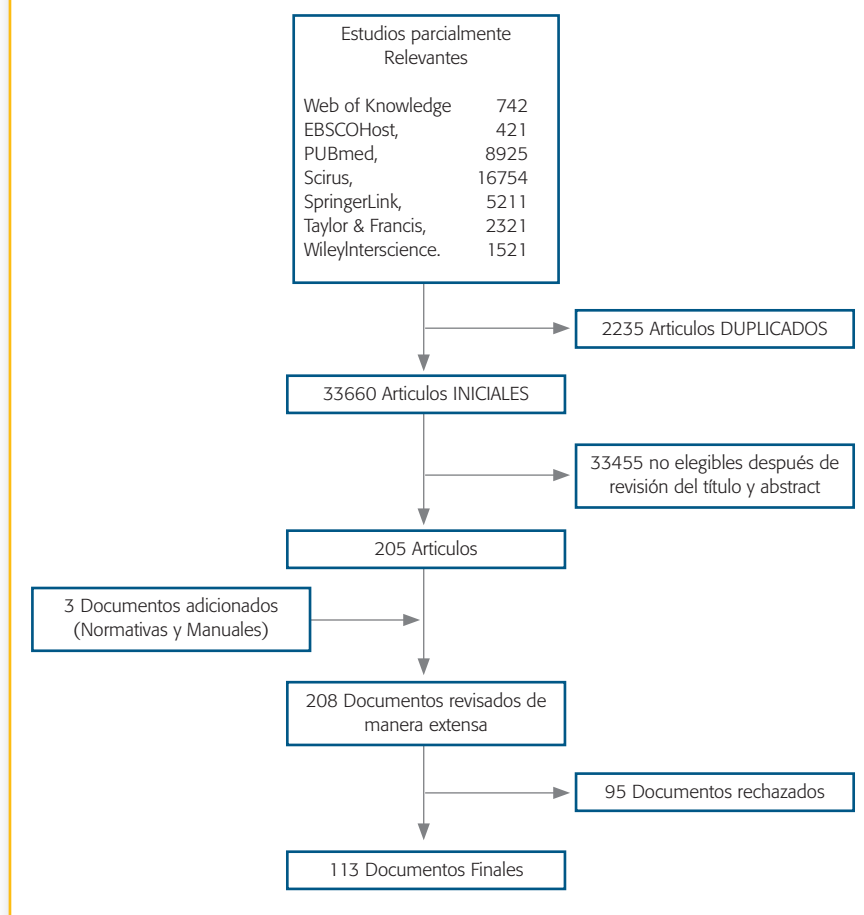 Estudios parcialmente
Relevantes
Web of Knowledge 742
EBSCOHost, 421
PUBmed, 8925
Scirus, 16754
SpringerLink, 5211
Taylor & Francis, 2321
WileyInterscience. 1521
2235 Articulos DUPLICADOS
33660 Articulos INICIALES
33455 no elegibles después de
revisión del título y abstract
205 Articulos
3 Documentos adicionados
(Normativas y Manuales)
208 Documentos revisados de
manera extensa
95 Documentos rechazados
113 Documentos Finales